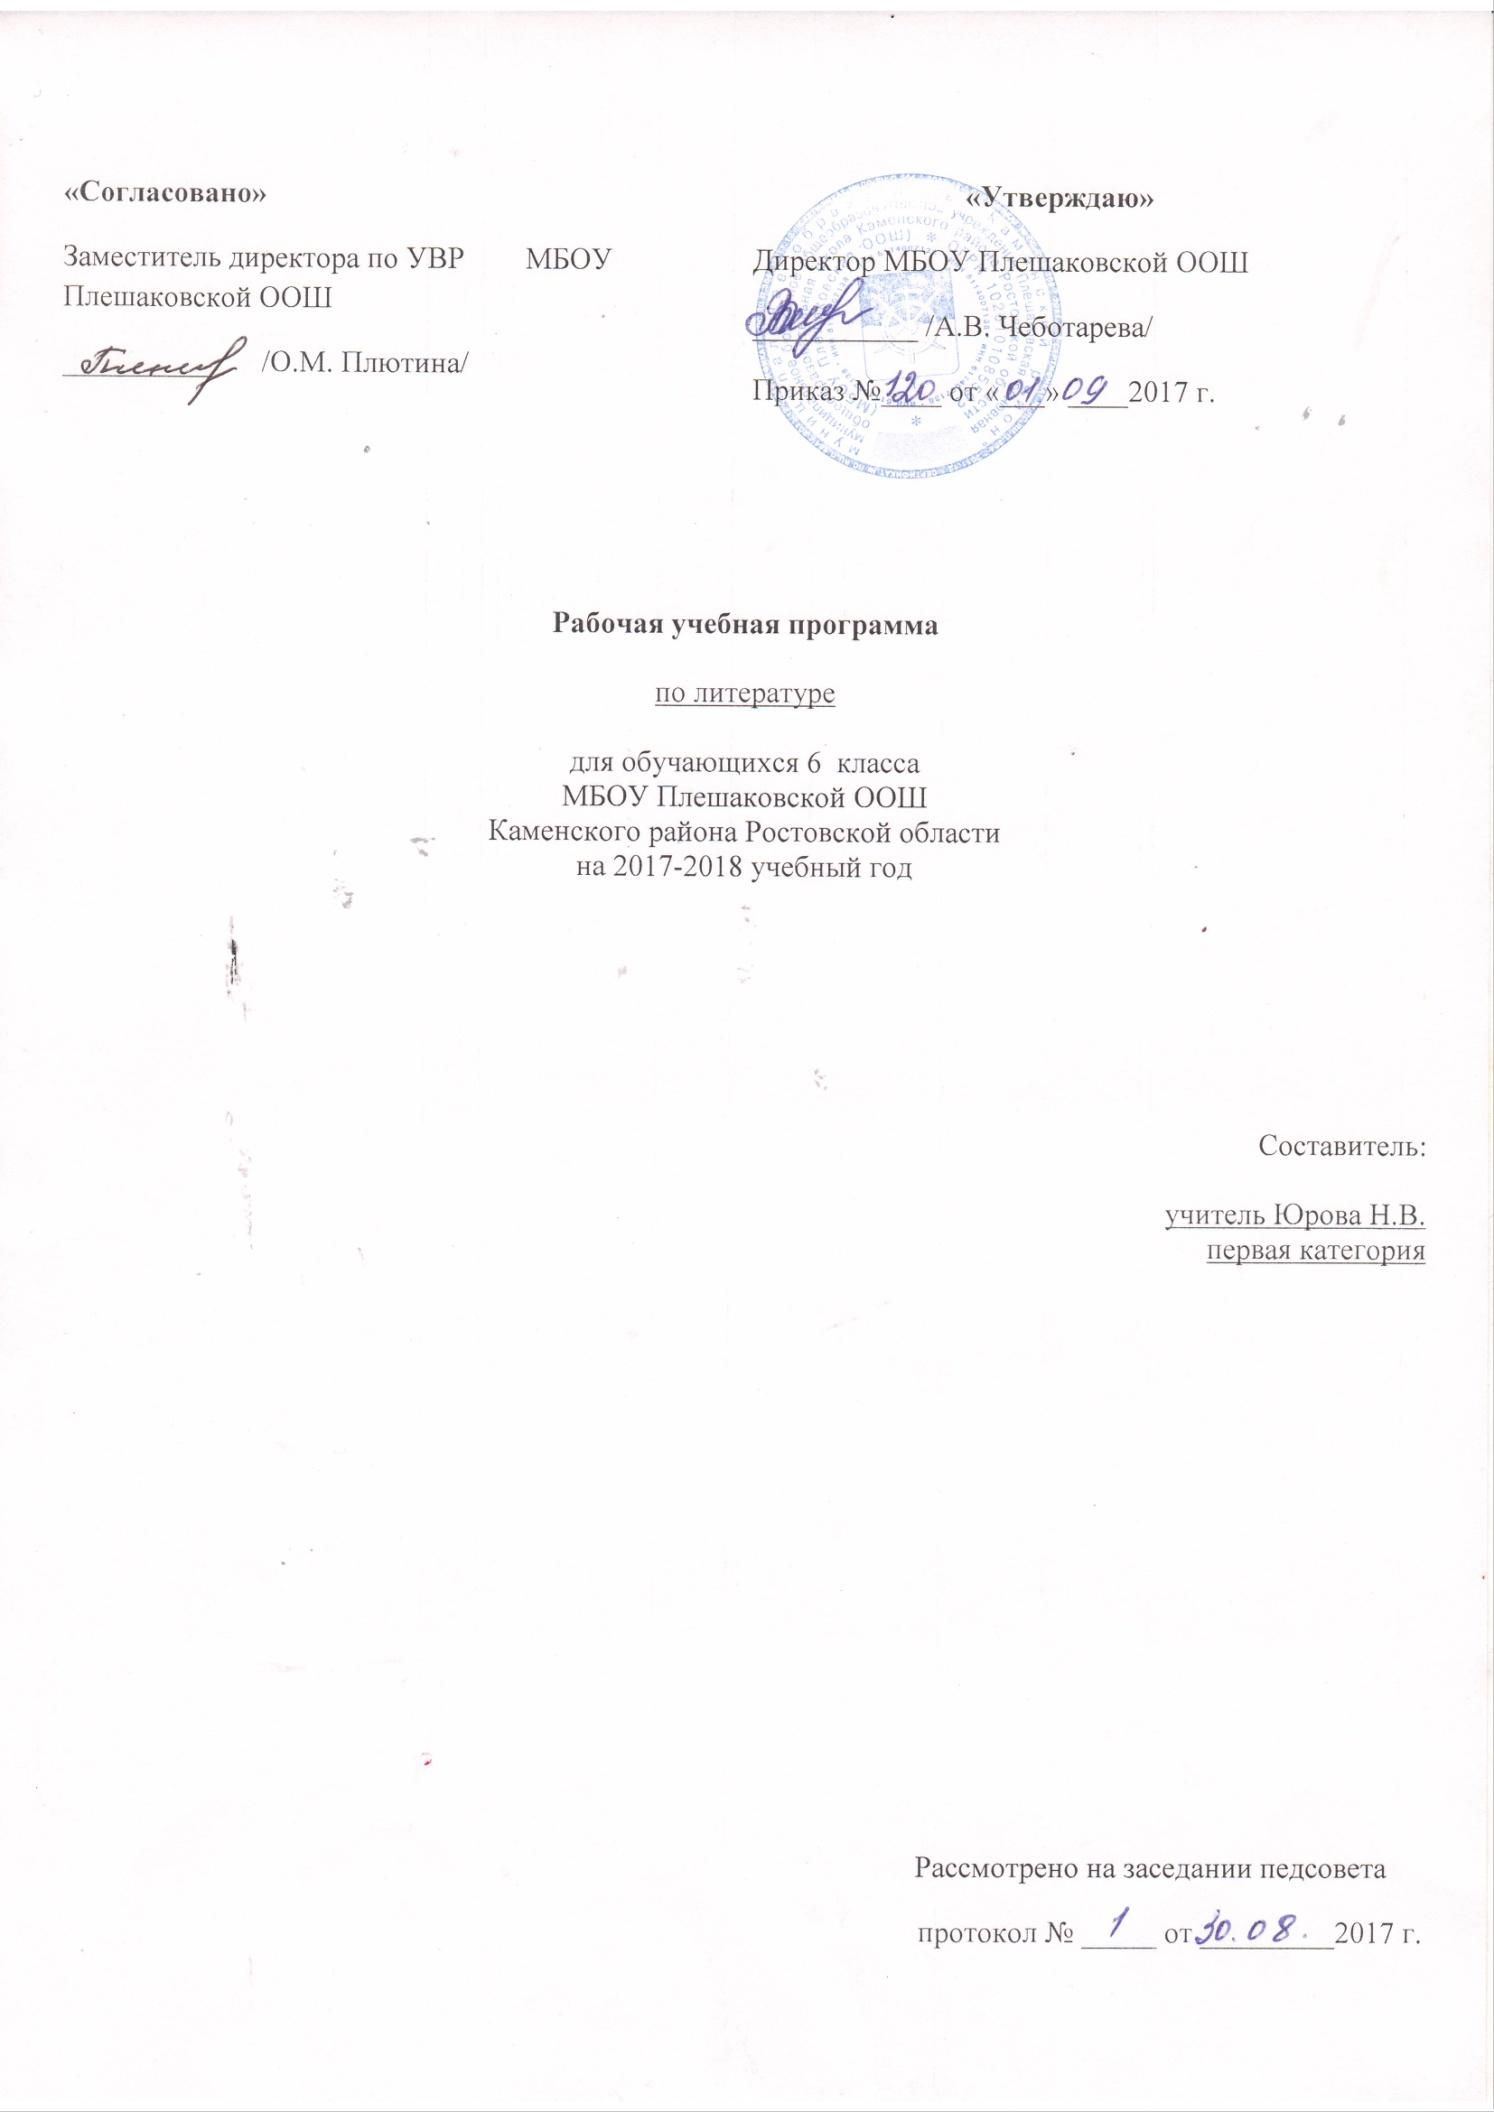 «Согласовано»
Заместитель директора по УВР МБОУ
Плешаковской ООШ
/О.М. Плютина/
«Утверждаю»
Директор МБОУ Плешаковской ООШ
/А.В. Чеботарева/
Приказ № 120 от «01» 09 2017 г.
Рабочая учебная программа
по литературе
для обучающихся 6 класса
МБОУ Плешаковской ООШ
Каменского района Ростовской области
на 2017-2018 учебный год
Составитель:
учитель Юрова Н.В.
первая категория
Рассмотрено на заседании педсовета
протокол № 1 от 30.08. 2017 г.